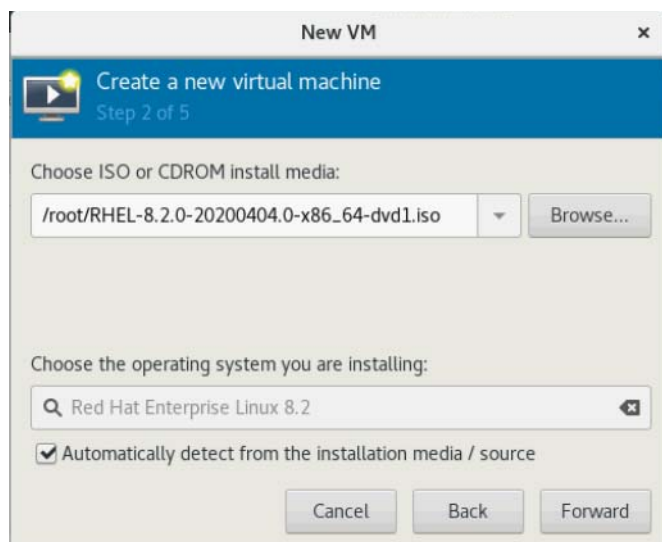 New VM
Create a new virtual machine
Step 2 of 5
Choose ISO or CDROM install media:
/root/RHEL-8.2.0-20200404.0-x86_64-dvd1.iso
Browse...
Choose the operating system you are installing:
Red Hat Enterprise Linux 8.2
Automatically detect from the installation media / source
Cancel Back Forward